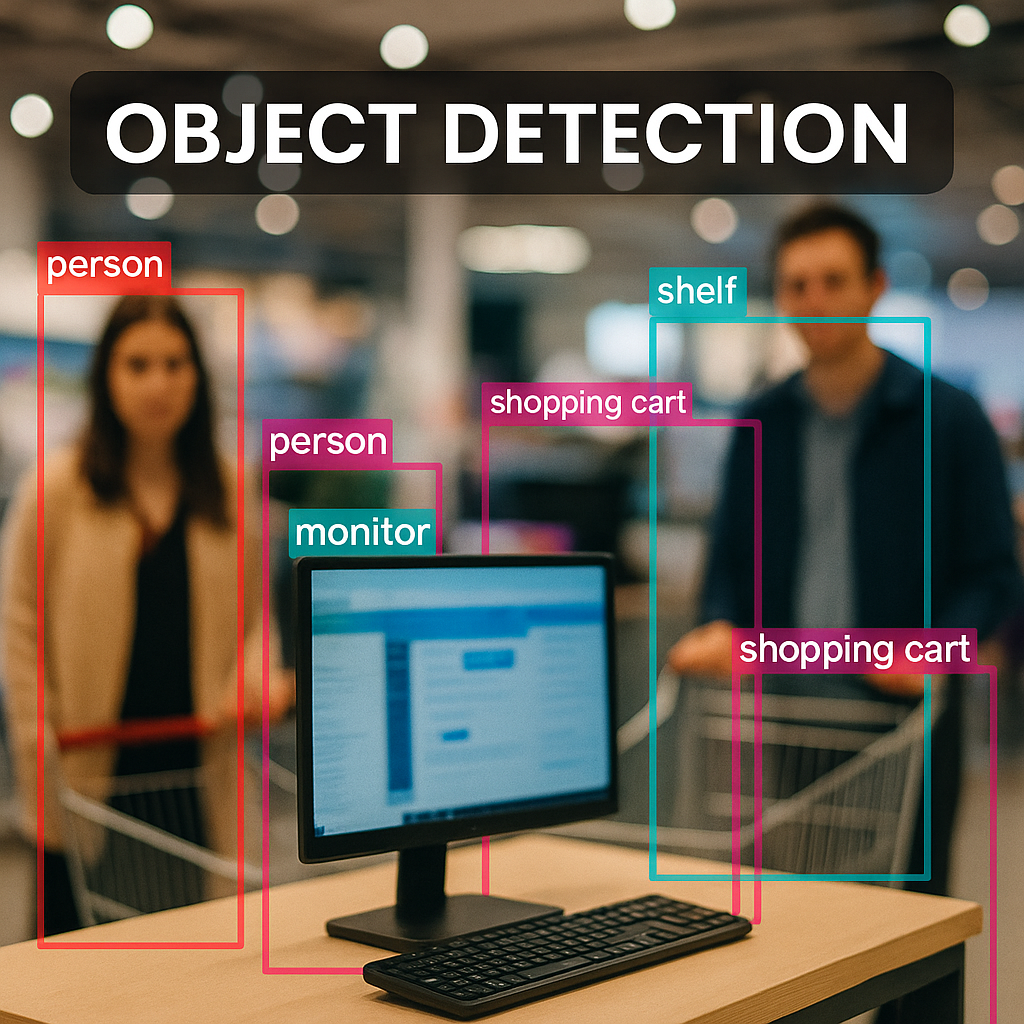 OBJECT DETECTION
person
shelf
shopping cart
person
monitor
shopping cart